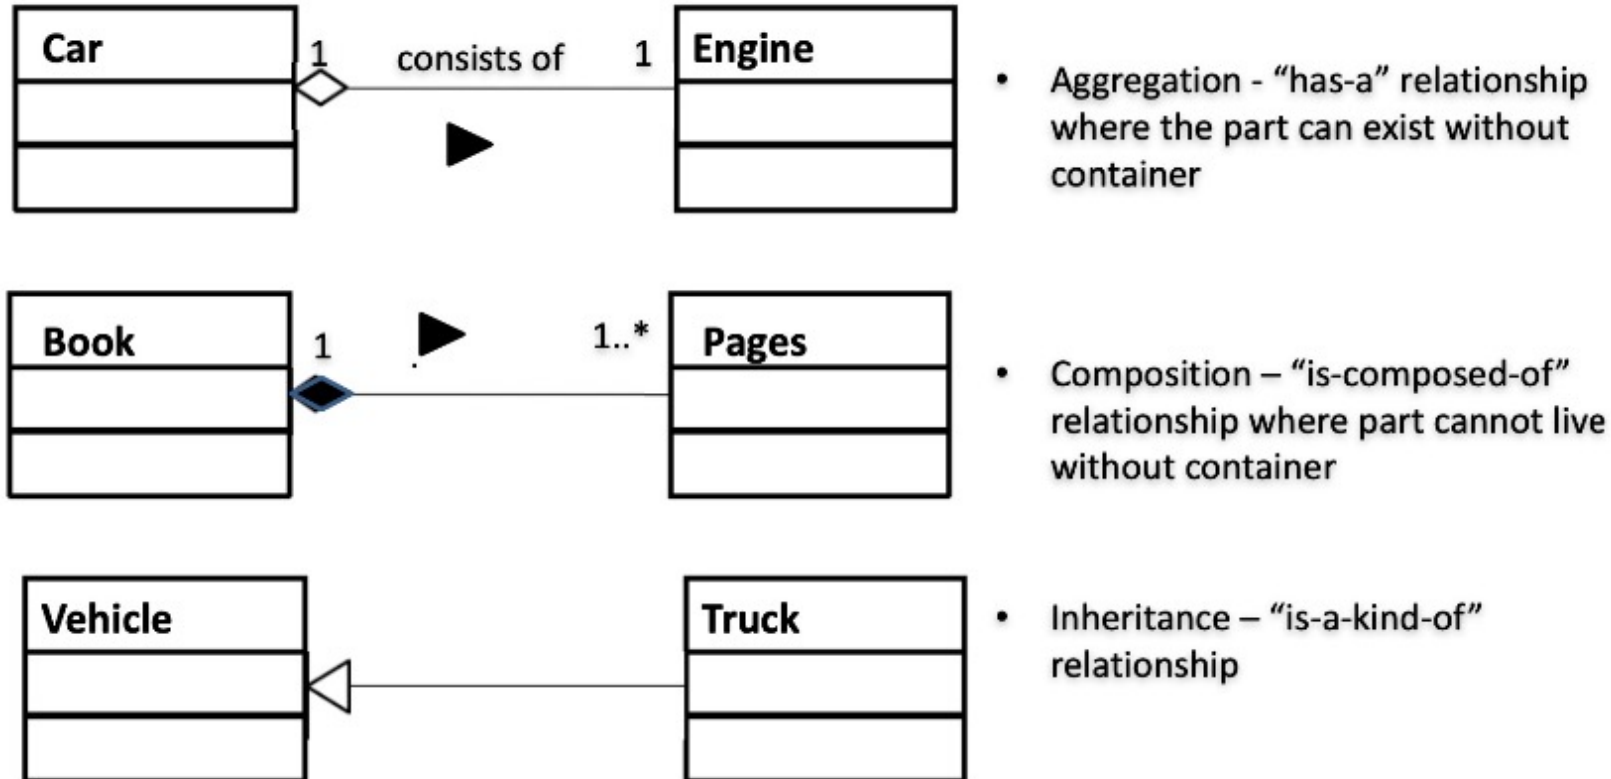 Car
1
consists of
1
Engine
• Aggregation - “has-a” relationship
where the part can exist without
container
Book
1
1..*
Pages
• Composition – “is-composed-of”
relationship where part cannot live
without container
Vehicle
Truck
• Inheritance – “is-a-kind-of”
relationship